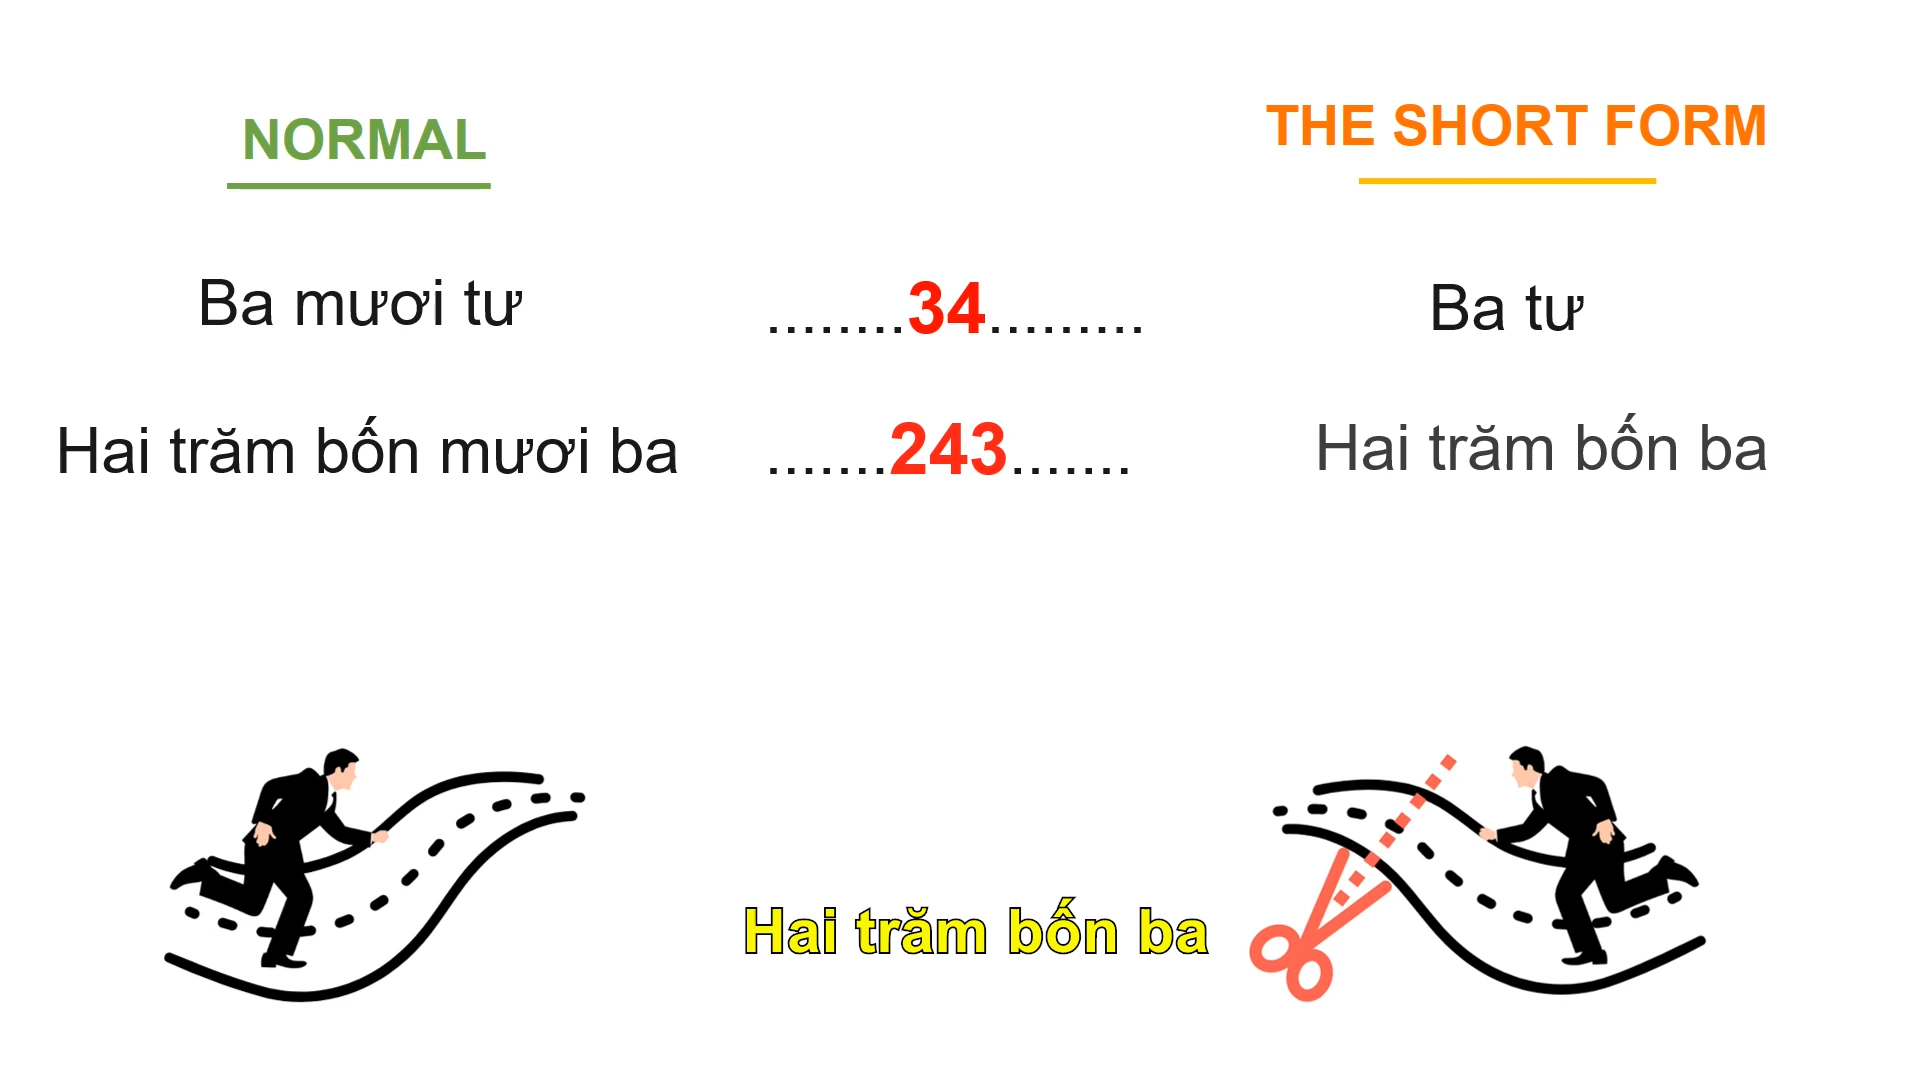 NORMAL
THE SHORT FORM
Ba mươi tư ........34......... Ba tư
Hai trăm bốn mươi ba .......243....... Hai trăm bốn ba
Hai trăm bốn ba